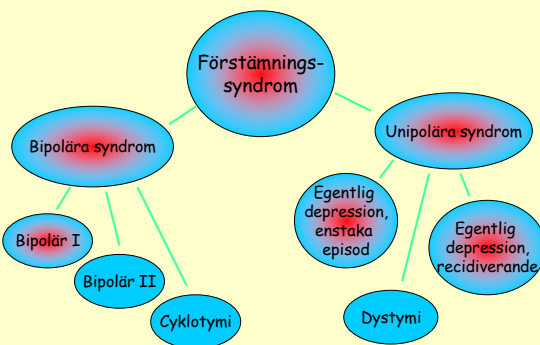 Förstämnings-
syndrom
Bipolära syndrom
Unipolära syndrom
Bipolär I
Bipolär II
Cyklotymi
Egentlig
depression,
enstaka
episod
Dystymi
Egentlig
depression,
recidiverande